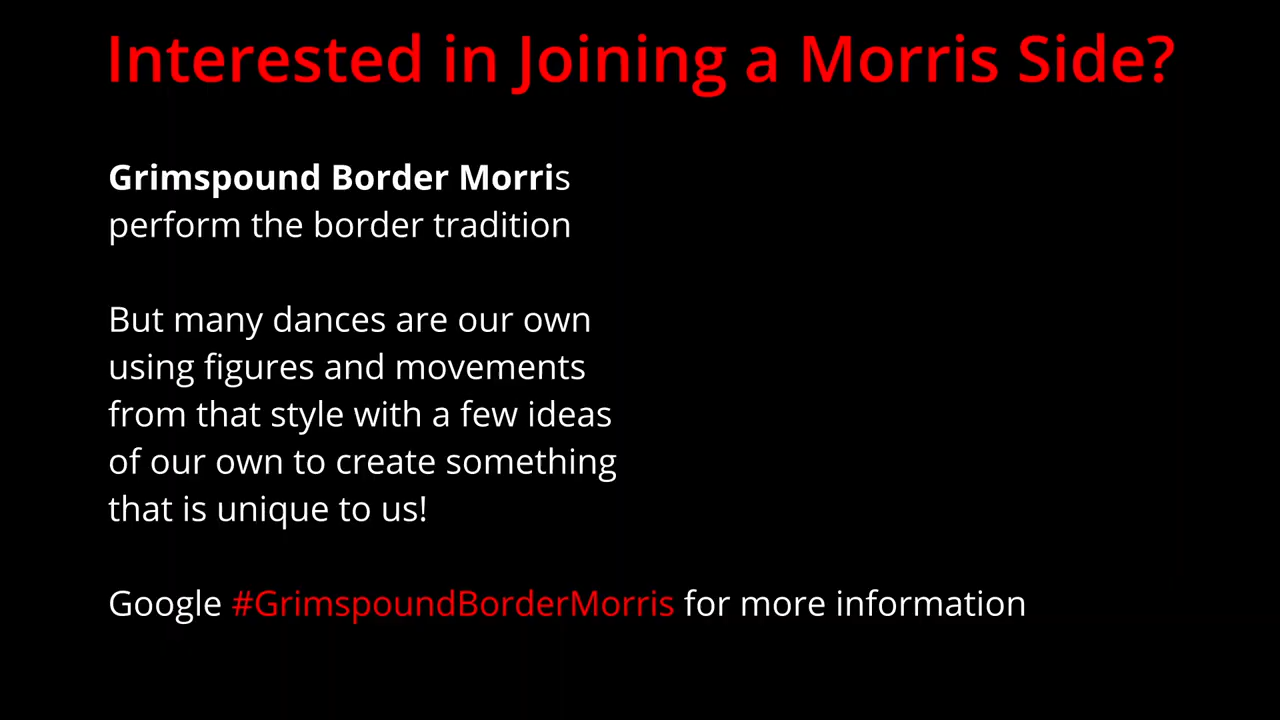 Interested in Joining a Morris Side?
Grimspound Border Morris
perform the border tradition
But many dances are our own
using figures and movements
from that style with a few ideas
of our own to create something
that is unique to us!
Google #GrimspoundBorderMorris for more information